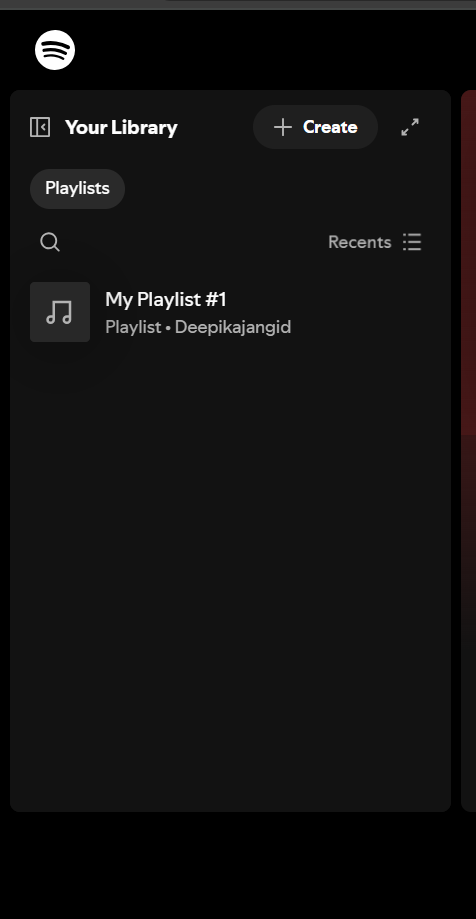 Your Library
Create
Playlists
Recents
My Playlist #1
Playlist • Deepikajangid